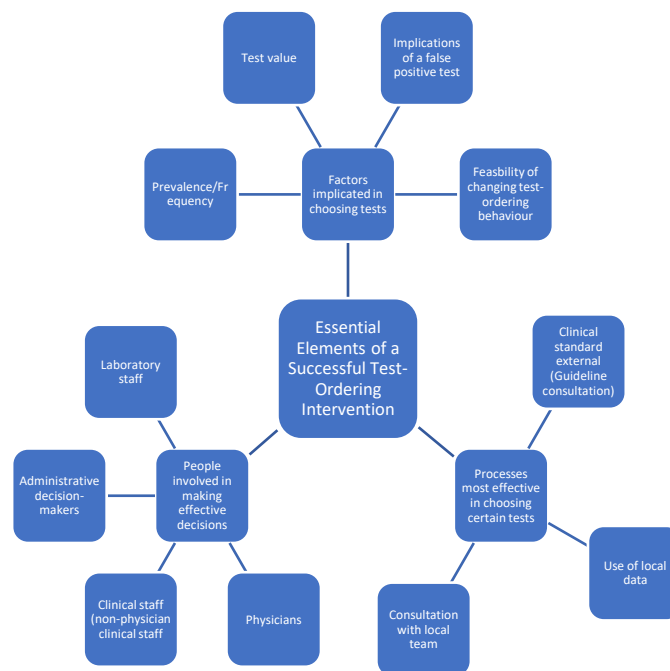 Test value
Implications
of a false
positive test
Prevalence/Fr
equency
Factors
implicated in
choosing tests
Feasbility of
changing test-
ordering
behaviour
Essential
Elements of a
Successful Test-
Ordering
Intervention
Clinical
standard
external
(Guideline
consultation)
Laboratory
staff
Administrative
decision-
makers
People
involved in
making
effective
decisions
Processes
most effective
in choosing
certain tests
Use of local
data
Clinical staff
(non-physician
clinical staff
Physicians
Consultation
with local
team